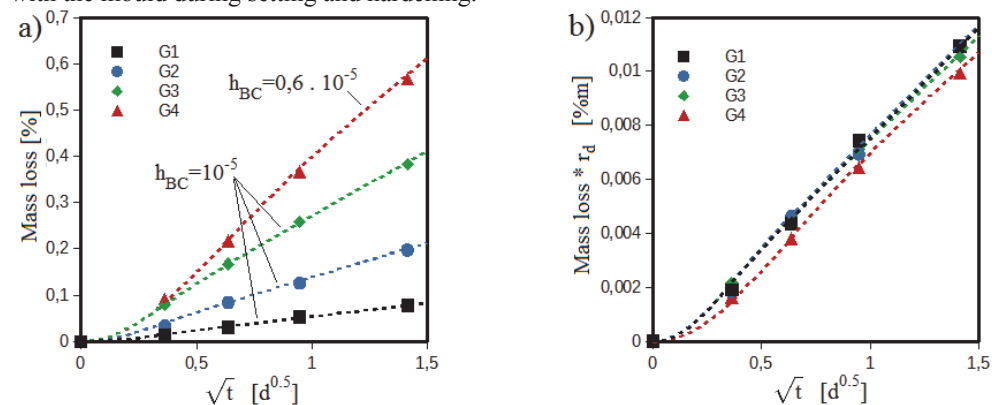 with the mould during setting and hardening.
a)
0,7
0,6
0,5
0,4
0,3
0,2
0,1
0
Mass loss [%]
G1
G2
G3
G4
h_BC=0,6 . 10^-5
h_BC=10^-5
0 0,5 1 1,5
√t [d^0.5]
b)
0,012
0,01
0,008
0,006
0,004
0,002
0
Mass loss * r_d [%m]
G1
G2
G3
G4
0 0,5 1 1,5
√t [d^0.5]